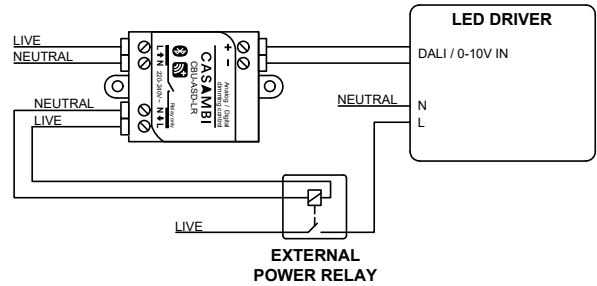 LED DRIVER
LIVE
NEUTRAL
DALI / 0-10V IN
+ -
L N 220-240V~ N L
Relay only
CASAMBI
CBU-ASD-LR
Analog / Digital
dimming control
NEUTRAL
LIVE
NEUTRAL
N
L
LIVE
EXTERNAL
POWER RELAY